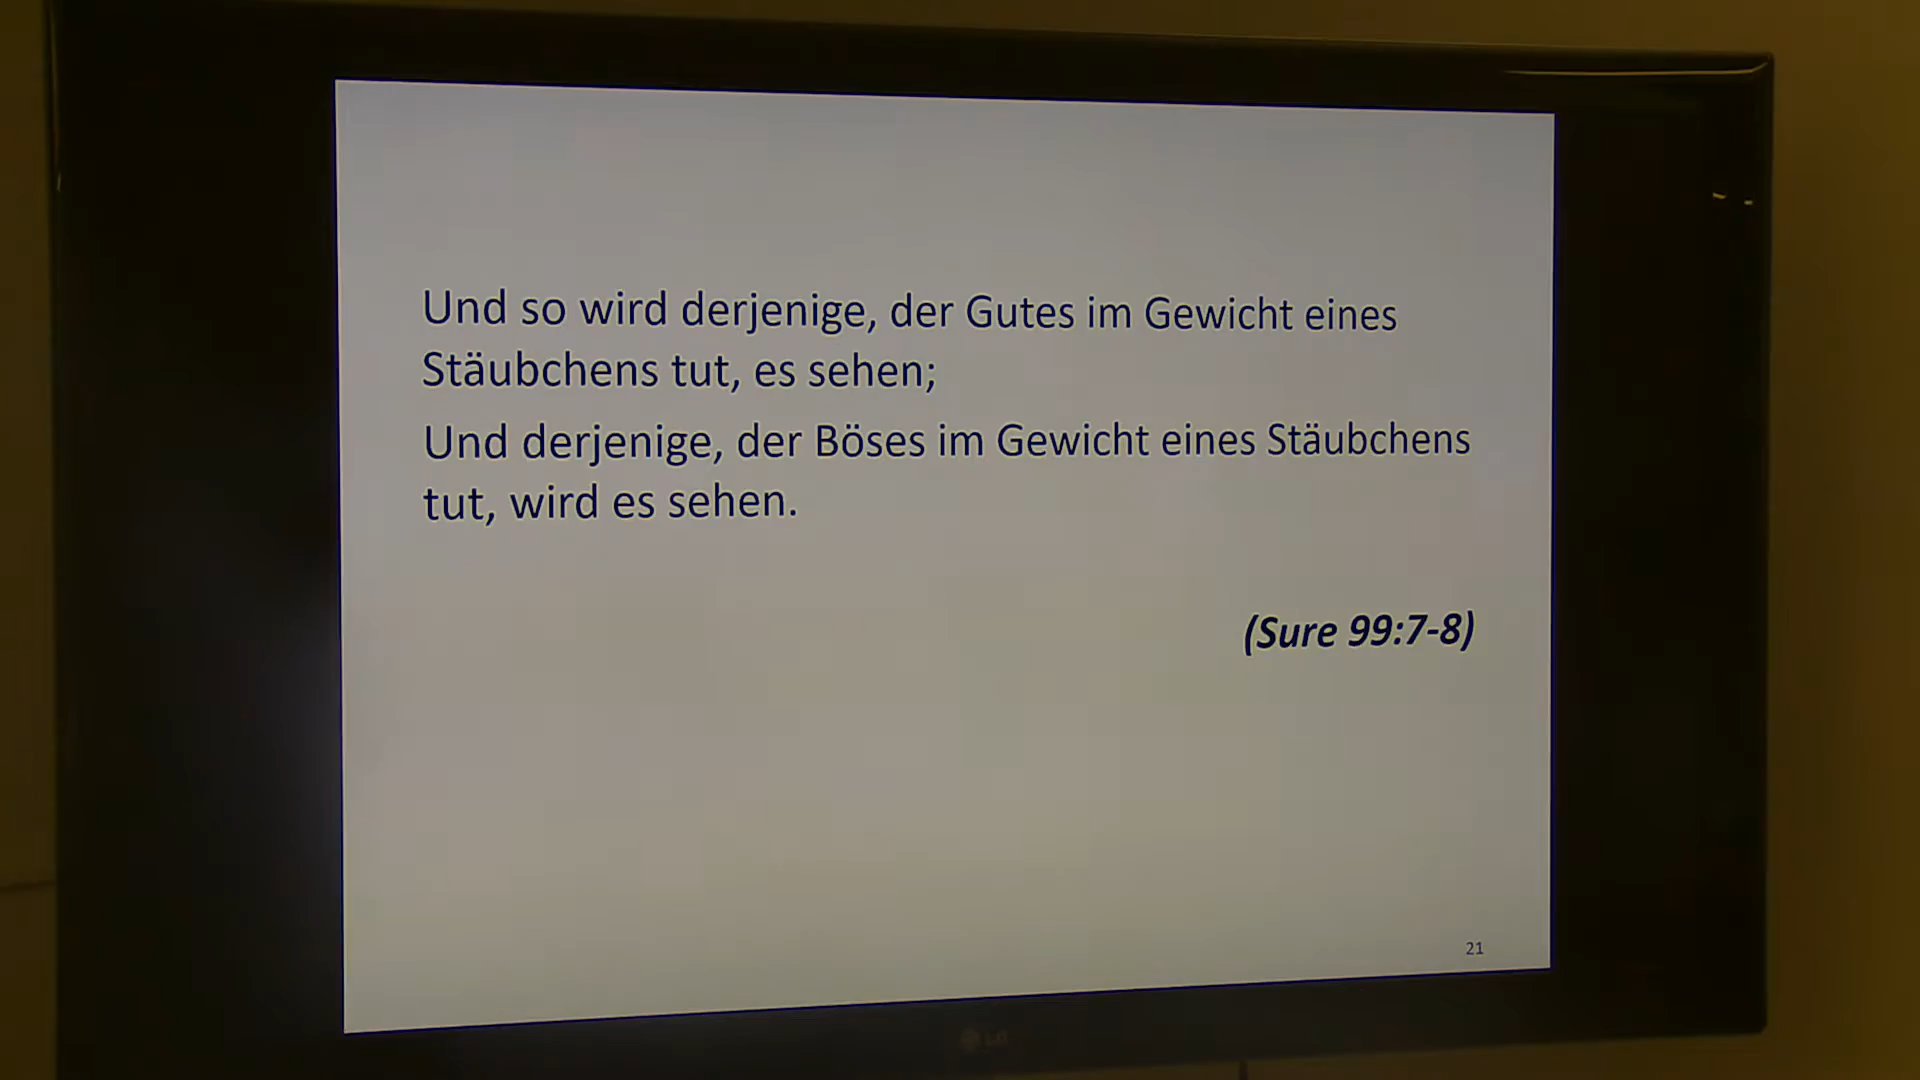 Und so wird derjenige, der Gutes im Gewicht eines
Stäubchens tut, es sehen;
Und derjenige, der Böses im Gewicht eines Stäubchens
tut, wird es sehen.
(Sure 99:7-8)
21
LG